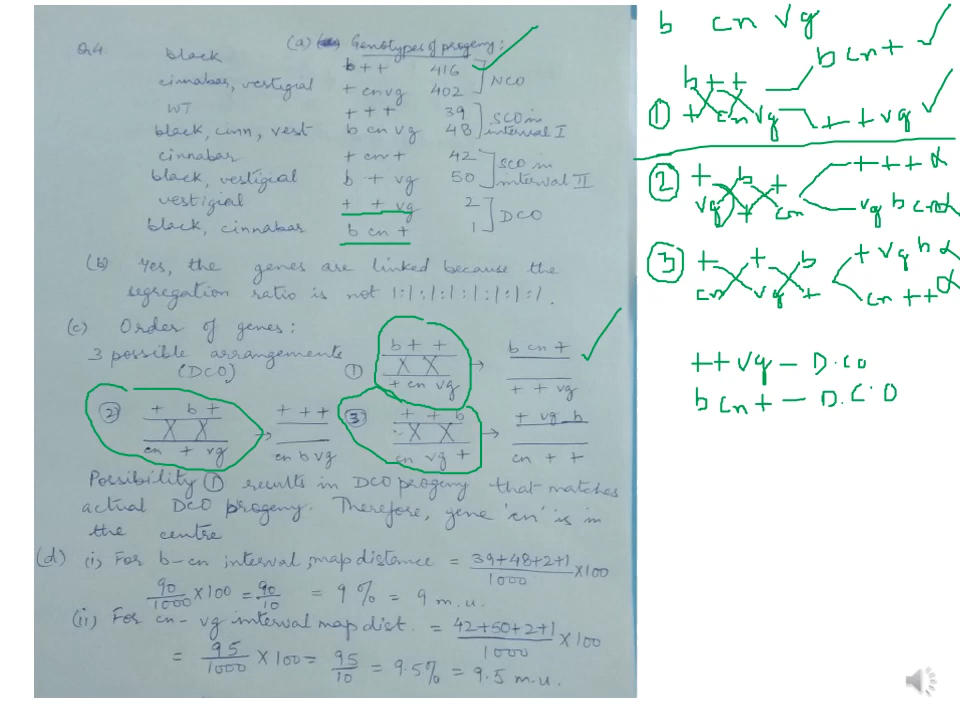 Q4. (a) Genotypes of progeny:
black b + + 416
cinnabar, vestigial + cn vg 402 ] NCO
WT + + + 39
black, cinn, vest b cn vg 48 ] SCO in interval I
cinnabar + cn + 42
black, vestigial b + vg 50 ] SCO in interval II
vestigial + + vg 2
black, cinnabar b cn + 1 ] DCO
(b) Yes, the genes are linked because the
segregation ratio is not 1:1:1:1:1:1:1:1.
(c) Order of genes:
3 possible arrangements
(DCO)
① b + + → b cn +
X X
+ cn vg + + vg
② + b + → + + +
X X
cn + vg cn b vg
③ + + b → + vg b
X X
cn vg + cn + +
Possibility ① results in DCO progeny that matches
actual DCO progeny. Therefore, gene 'cn' is in
the centre
(d) (i) For b-cn interval, map distance = 39+48+2+1/1000 ×100
90/1000 × 100 = 90/10 = 9% = 9 m.u.
(ii) For cn-vg interval map dist. = 42+50+2+1/1000 × 100
= 95/1000 × 100 = 95/10 = 9.5% = 9.5 m.u.
b cn vg
b cn +
b + +
① + cn vg
+ + vg
② + b +
vg + cn
+ + +
vg b cn
③ + + b
cn vg +
+ vg b
cn + +
+ + vg – D.CO
b cn + – D.C.O